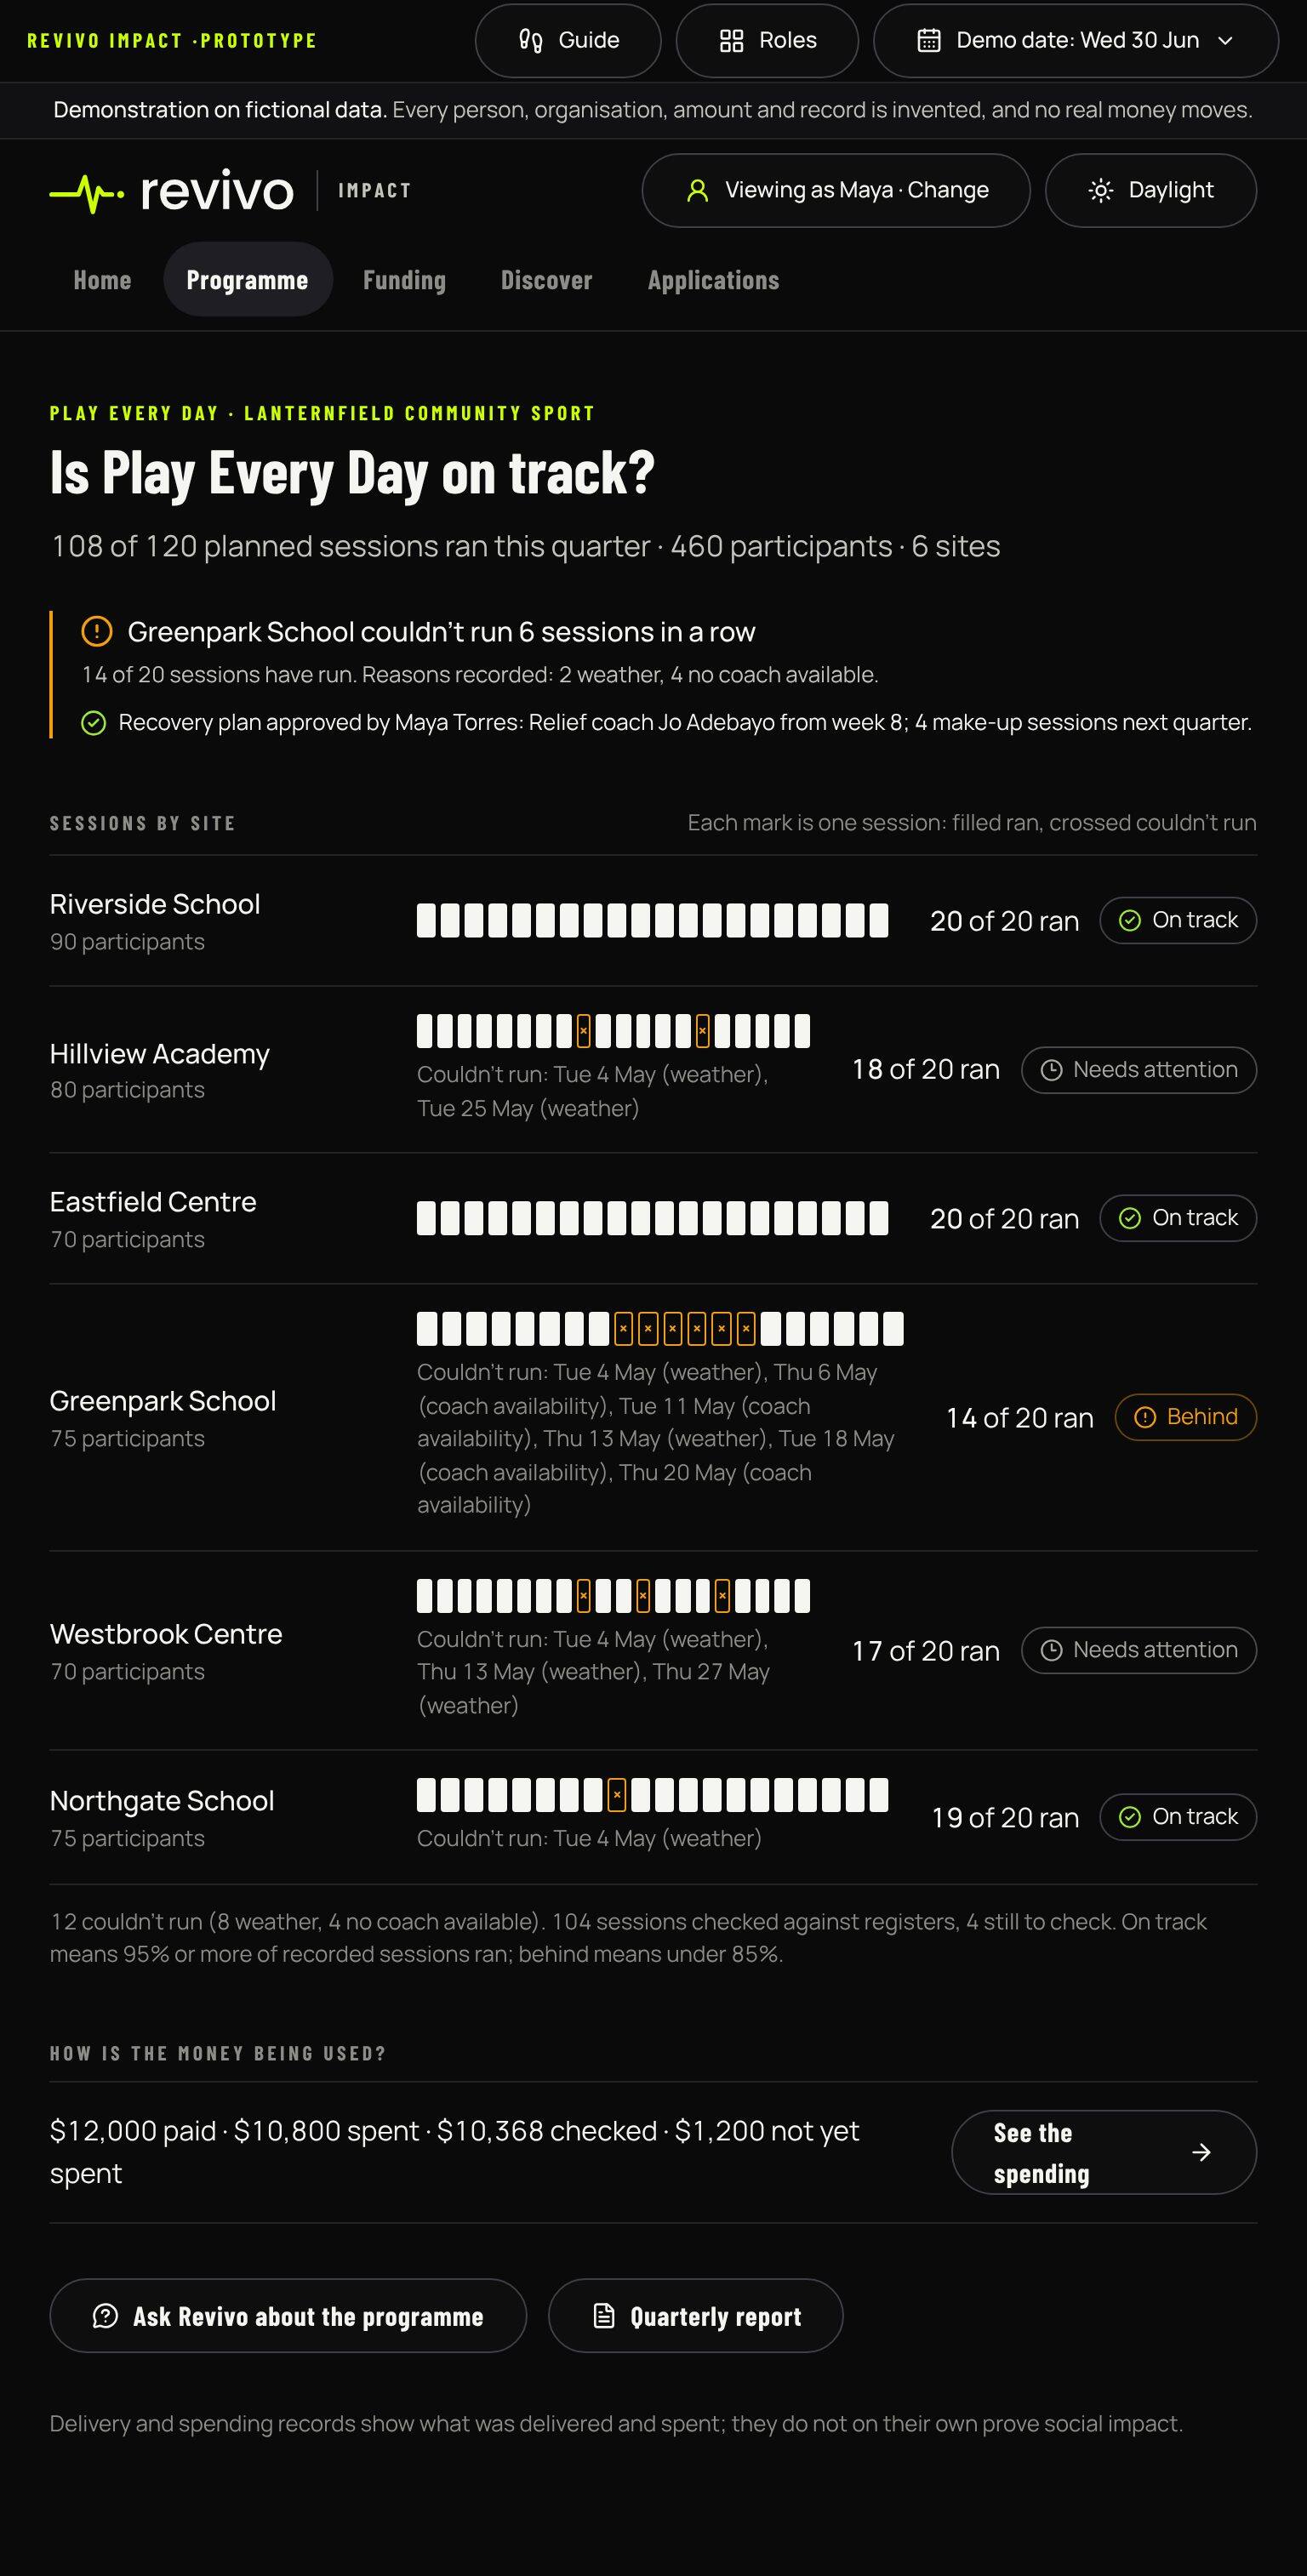 REVIVO IMPACT ·PROTOTYPE
Guide
Roles
Demo date: Wed 30 Jun
Demonstration on fictional data. Every person, organisation, amount and record is invented, and no real money moves.
revivo
IMPACT
Viewing as Maya · Change
Daylight
Home
Programme
Funding
Discover
Applications
PLAY EVERY DAY · LANTERNFIELD COMMUNITY SPORT
Is Play Every Day on track?
108 of 120 planned sessions ran this quarter · 460 participants · 6 sites
Greenpark School couldn't run 6 sessions in a row
14 of 20 sessions have run. Reasons recorded: 2 weather, 4 no coach available.
Recovery plan approved by Maya Torres: Relief coach Jo Adebayo from week 8; 4 make-up sessions next quarter.
SESSIONS BY SITE
Each mark is one session: filled ran, crossed couldn't run
Riverside School
90 participants
20 of 20 ran
On track
Hillview Academy
80 participants
Couldn't run: Tue 4 May (weather),
Tue 25 May (weather)
18 of 20 ran
Needs attention
Eastfield Centre
70 participants
20 of 20 ran
On track
Greenpark School
75 participants
Couldn't run: Tue 4 May (weather), Thu 6 May
(coach availability), Tue 11 May (coach
availability), Thu 13 May (weather), Tue 18 May
(coach availability), Thu 20 May (coach
availability)
14 of 20 ran
Behind
Westbrook Centre
70 participants
Couldn't run: Tue 4 May (weather),
Thu 13 May (weather), Thu 27 May
(weather)
17 of 20 ran
Needs attention
Northgate School
75 participants
Couldn't run: Tue 4 May (weather)
19 of 20 ran
On track
12 couldn't run (8 weather, 4 no coach available). 104 sessions checked against registers, 4 still to check. On track
means 95% or more of recorded sessions ran; behind means under 85%.
HOW IS THE MONEY BEING USED?
$12,000 paid · $10,800 spent · $10,368 checked · $1,200 not yet
spent
See the
spending
Ask Revivo about the programme
Quarterly report
Delivery and spending records show what was delivered and spent; they do not on their own prove social impact.